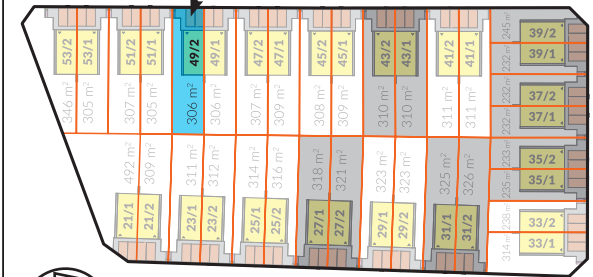 53/2 53/1 51/2 51/1 49/2 49/1 47/2 47/1 45/2 45/1 43/2 43/1 41/2 41/1
346 m² 305 m² 307 m² 305 m² 306 m² 306 m² 307 m² 309 m² 308 m² 309 m² 310 m² 310 m² 311 m² 311 m²
245 m² 39/2
232 m² 39/1
232 m² 37/2
232 m² 37/1
233 m² 35/2
235 m² 35/1
238 m² 33/2
314 m² 33/1
492 m² 309 m² 311 m² 312 m² 314 m² 316 m² 318 m² 321 m² 323 m² 323 m² 325 m² 326 m²
21/1 21/2 23/1 23/2 25/1 25/2 27/1 27/2 29/1 29/2 31/1 31/2